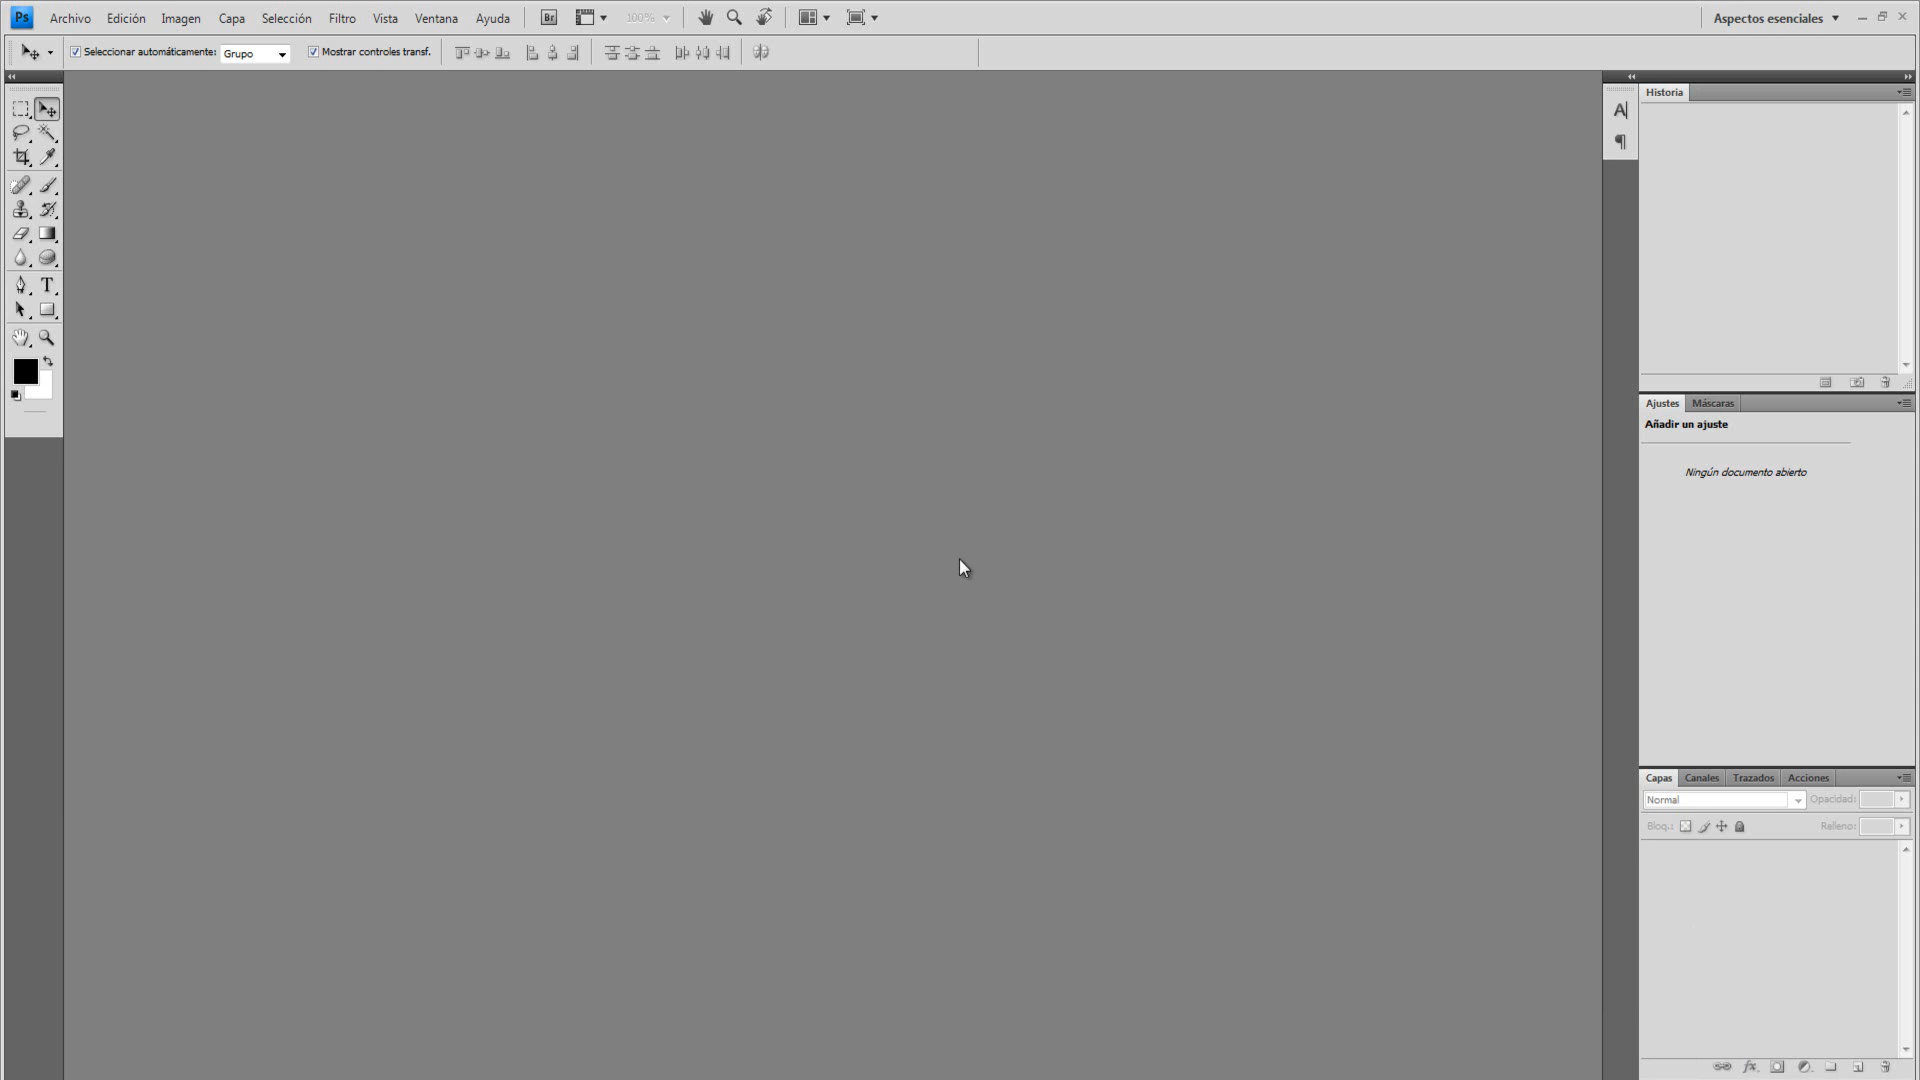 Ps Archivo Edición Imagen Capa Selección Filtro Vista Ventana Ayuda Br 100% Aspectos esenciales
Seleccionar automáticamente: Grupo Mostrar controles transf.
Historia
Ajustes Máscaras
Añadir un ajuste
Ningún documento abierto
Capas Canales Trazados Acciones
Normal Opacidad:
Bloq.: Relleno: